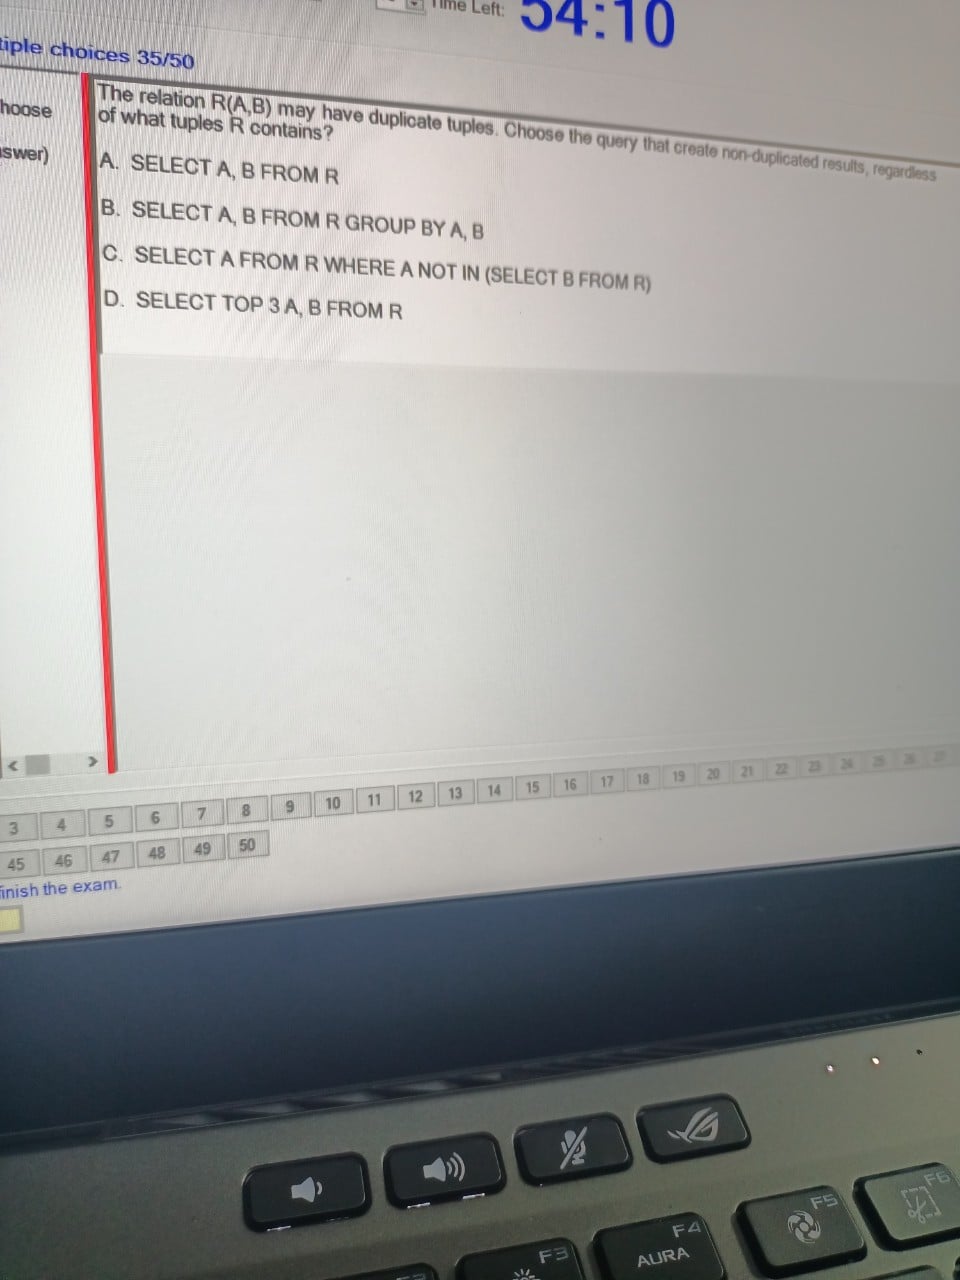 Time Left: 54:10
tiple choices 35/50
hoose
nswer)
The relation R(A,B) may have duplicate tuples. Choose the query that create non-duplicated results, regardless
of what tuples R contains?
A. SELECT A, B FROM R
B. SELECT A, B FROM R GROUP BY A, B
C. SELECT A FROM R WHERE A NOT IN (SELECT B FROM R)
D. SELECT TOP 3 A, B FROM R
3 4 5 6 7 8 9 10 11 12 13 14 15 16 17 18 19 20 21 22 23 24 25 26 27
45 46 47 48 49 50
finish the exam.
F3 F4 F5 F6
AURA